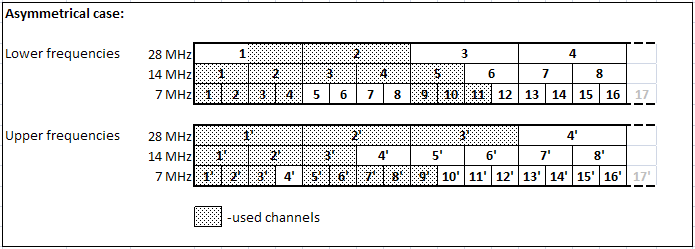 Asymmetrical case:
Lower frequencies 28 MHz 1 2 3 4
14 MHz 1 2 3 4 5 6 7 8
7 MHz 1 2 3 4 5 6 7 8 9 10 11 12 13 14 15 16 17
Upper frequencies 28 MHz 1' 2' 3' 4'
14 MHz 1' 2' 3' 4' 5' 6' 7' 8'
7 MHz 1' 2' 3' 4' 5' 6' 7' 8' 9' 10' 11' 12' 13' 14' 15' 16' 17'
-used channels